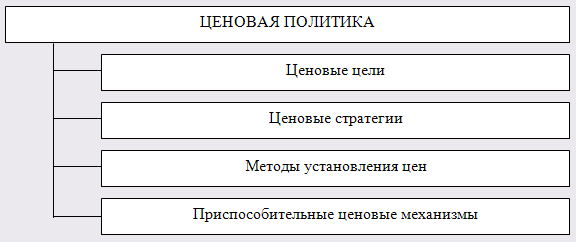 ЦЕНОВАЯ ПОЛИТИКА
Ценовые цели
Ценовые стратегии
Методы установления цен
Приспособительные ценовые механизмы